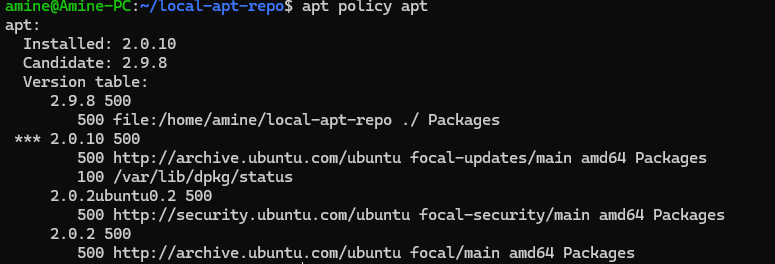 amine@Amine-PC:~/local-apt-repo$ apt policy apt
apt:
  Installed: 2.0.10
  Candidate: 2.9.8
  Version table:
     2.9.8 500
        500 file:/home/amine/local-apt-repo ./ Packages
 *** 2.0.10 500
        500 http://archive.ubuntu.com/ubuntu focal-updates/main amd64 Packages
        100 /var/lib/dpkg/status
     2.0.2ubuntu0.2 500
        500 http://security.ubuntu.com/ubuntu focal-security/main amd64 Packages
     2.0.2 500
        500 http://archive.ubuntu.com/ubuntu focal/main amd64 Packages